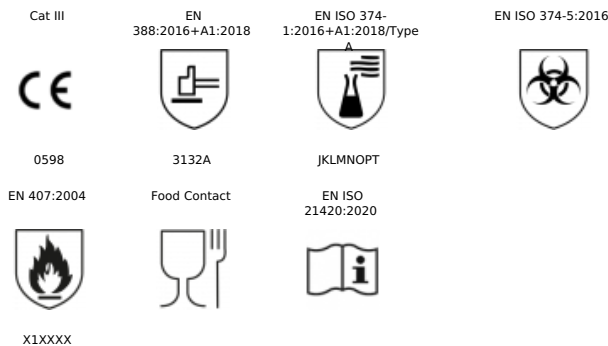 Cat III
EN
388:2016+A1:2018
EN ISO 374-
1:2016+A1:2018/Type
A
EN ISO 374-5:2016
CE
0598
3132A
JKLMNOPT
EN 407:2004
Food Contact
EN ISO
21420:2020
i
X1XXXX